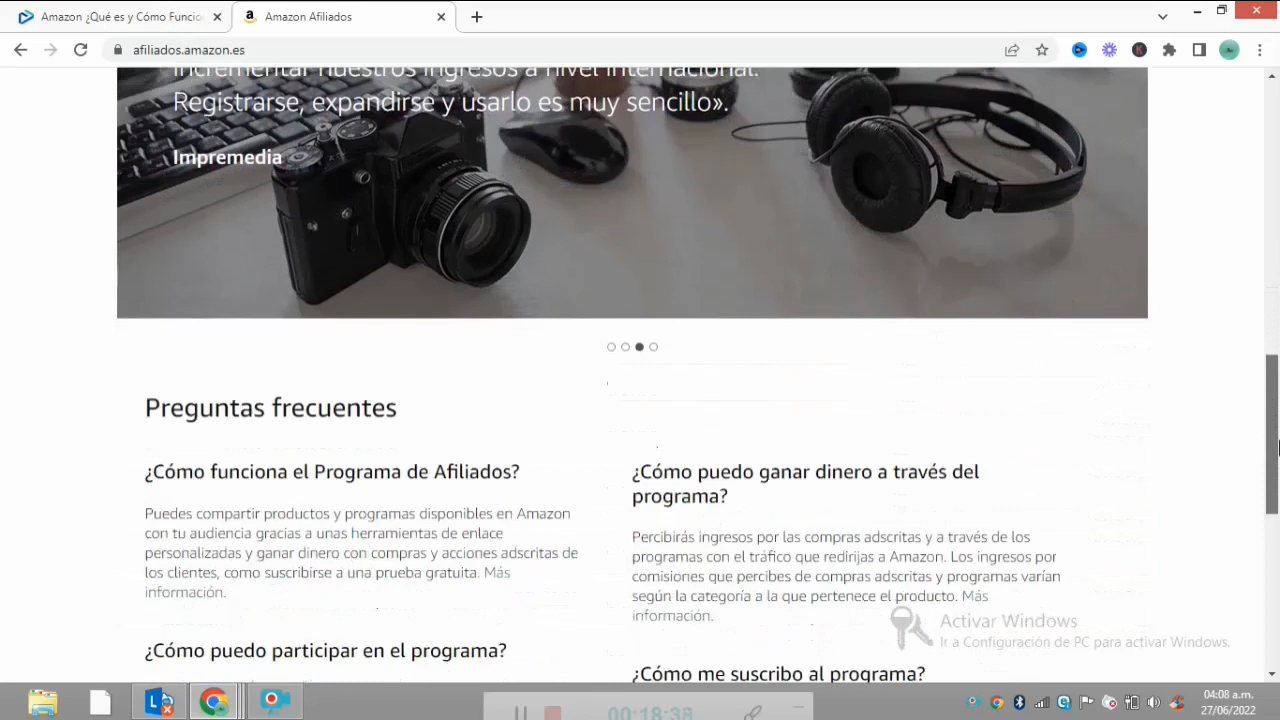 Amazon ¿Qué es y Cómo Funcio
Amazon Afiliados
afiliados.amazon.es
incrementar nuestros ingresos a nivel internacional.
Registrarse, expandirse y usarlo es muy sencillo».
Impremedia
Preguntas frecuentes
¿Cómo funciona el Programa de Afiliados?
Puedes compartir productos y programas disponibles en Amazon
con tu audiencia gracias a unas herramientas de enlace
personalizadas y ganar dinero con compras y acciones adscritas de
los clientes, como suscribirse a una prueba gratuita. Más
información.
¿Cómo puedo participar en el programa?
¿Cómo puedo ganar dinero a través del
programa?
Percibirás ingresos por las compras adscritas y a través de los
programas con el tráfico que redirijas a Amazon. Los ingresos por
comisiones que percibes de compras adscritas y programas varían
según la categoría a la que pertenece el producto. Más
información.
¿Cómo me suscribo al programa?
Activar Windows
Ir a Configuración de PC para activar Windows.
00:18:38
04:08 a.m.
27/06/2022